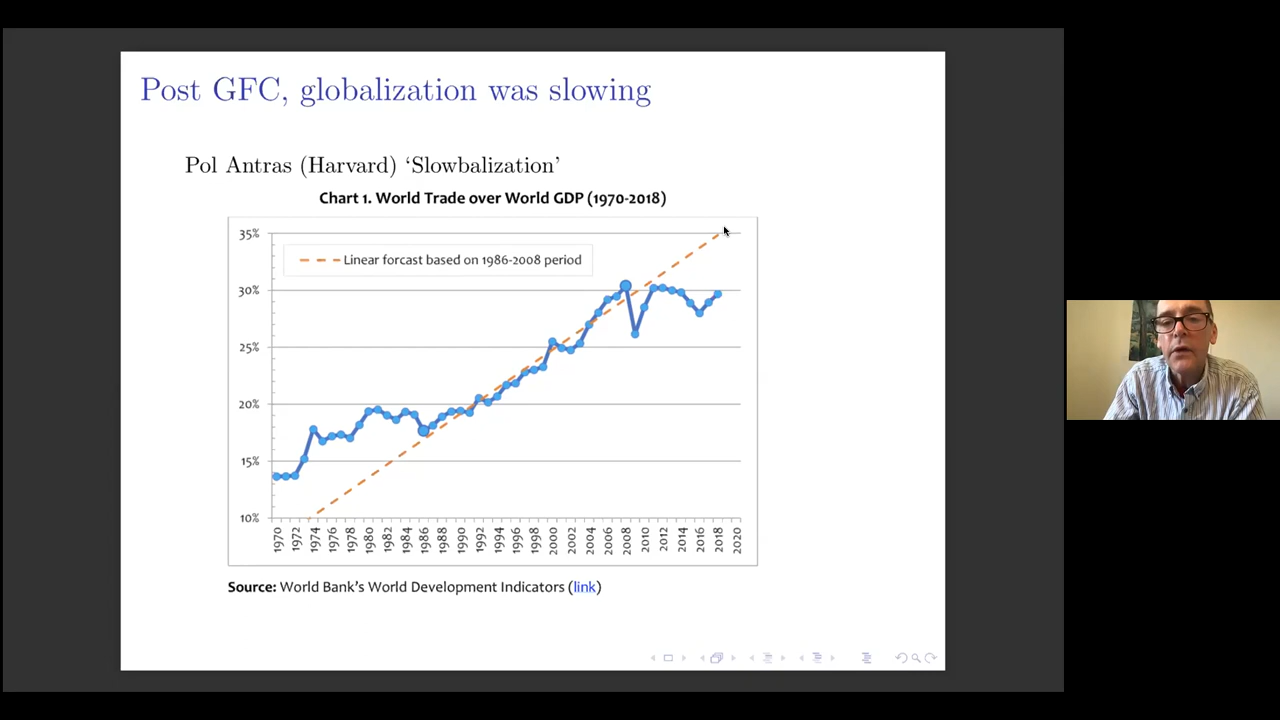 Post GFC, globalization was slowing
Pol Antras (Harvard) ‘Slowbalization’
Chart 1. World Trade over World GDP (1970-2018)
35%
Linear forcast based on 1986-2008 period
30%
25%
20%
15%
10%
1970 1972 1974 1976 1978 1980 1982 1984 1986 1988 1990 1992 1994 1996 1998 2000 2002 2004 2006 2008 2010 2012 2014 2016 2018 2020
Source: World Bank’s World Development Indicators (link)